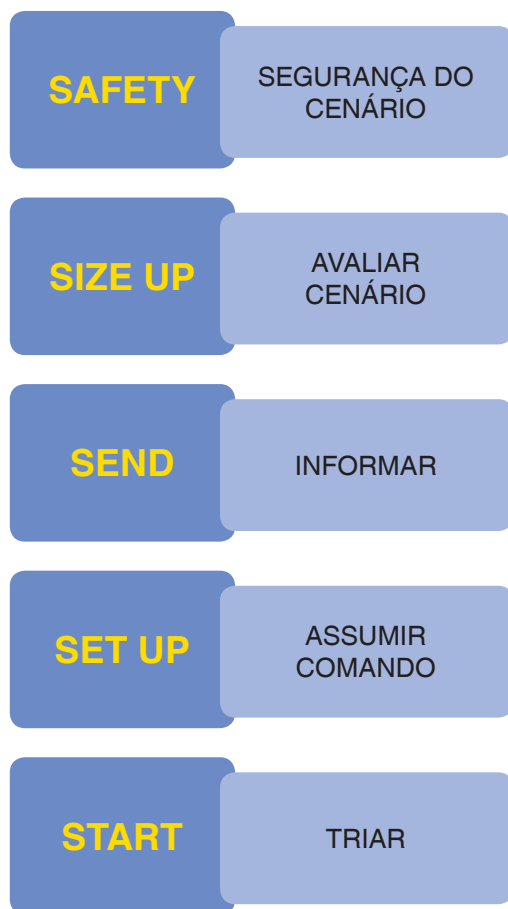 SAFETY
SEGURANÇA DO
CENÁRIO
SIZE UP
AVALIAR
CENÁRIO
SEND
INFORMAR
SET UP
ASSUMIR
COMANDO
START
TRIAR